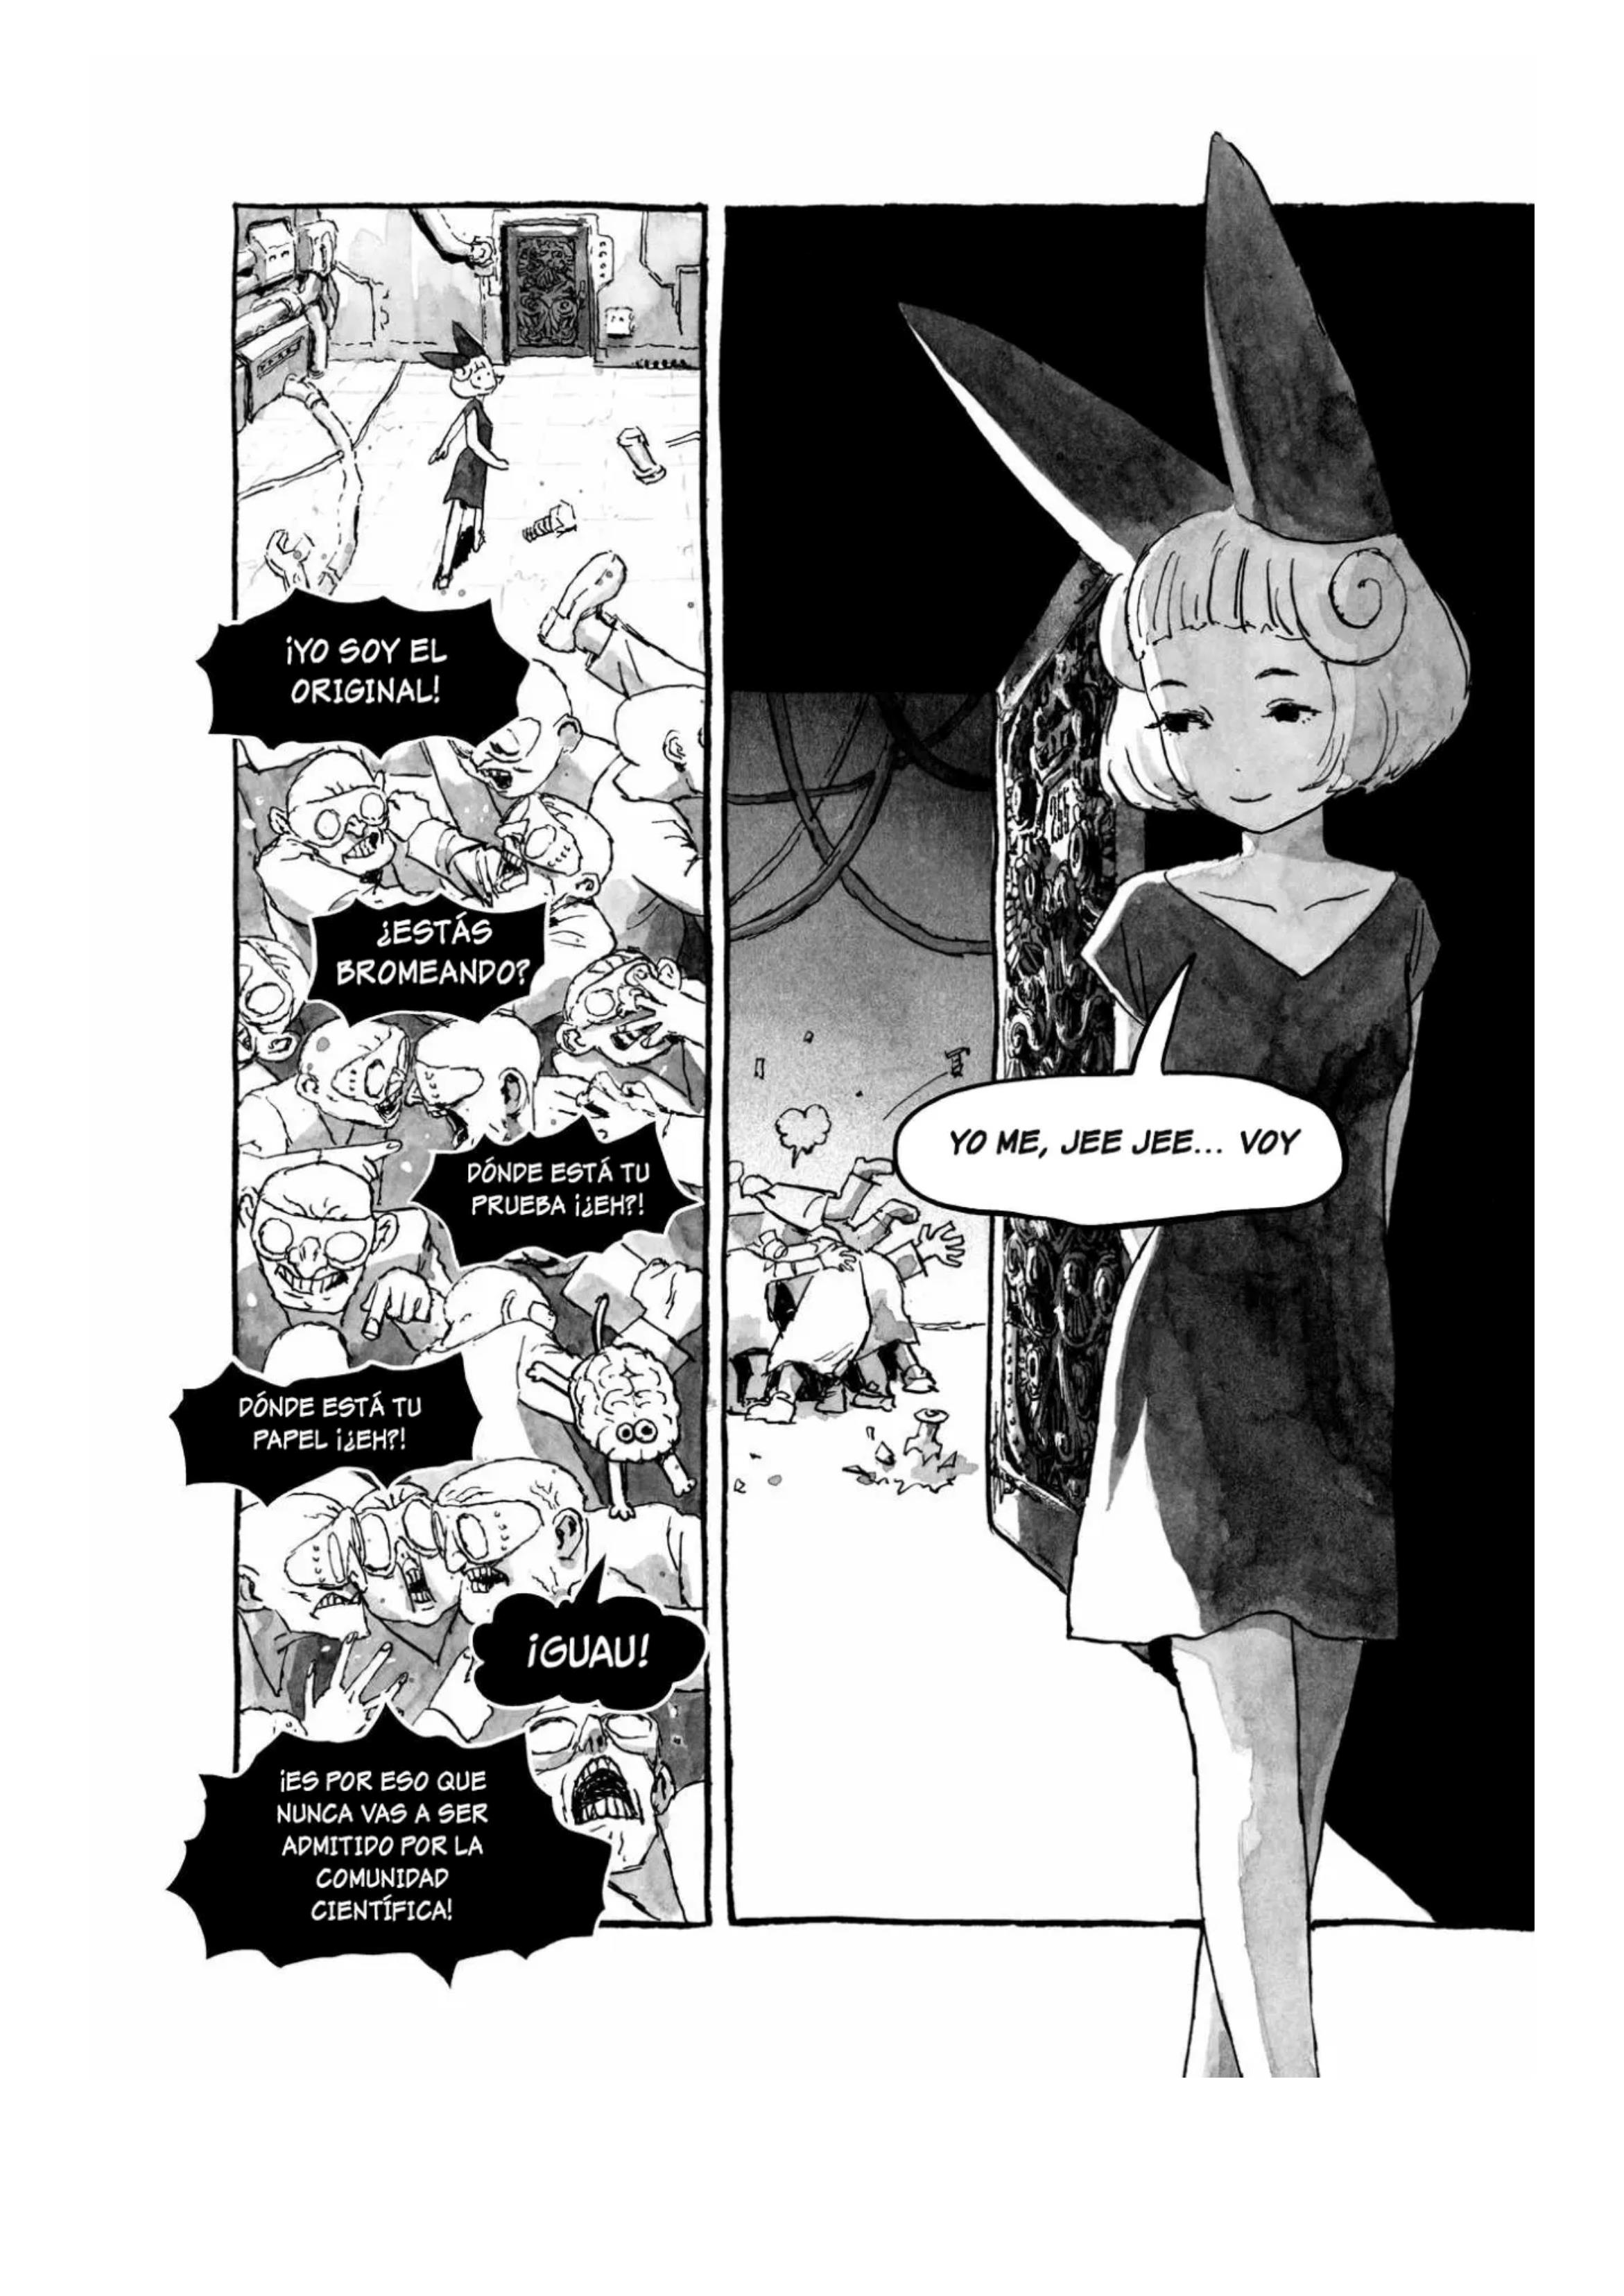 ¡YO SOY EL
ORIGINAL!
¿ESTÁS
BROMEANDO?
DÓNDE ESTÁ TU
PRUEBA ¡¿EH?!
DÓNDE ESTÁ TU
PAPEL ¡¿EH?!
¡GUAU!
¡ES POR ESO QUE
NUNCA VAS A SER
ADMITIDO POR LA
COMUNIDAD
CIENTÍFICA!
YO ME, JEE JEE... VOY